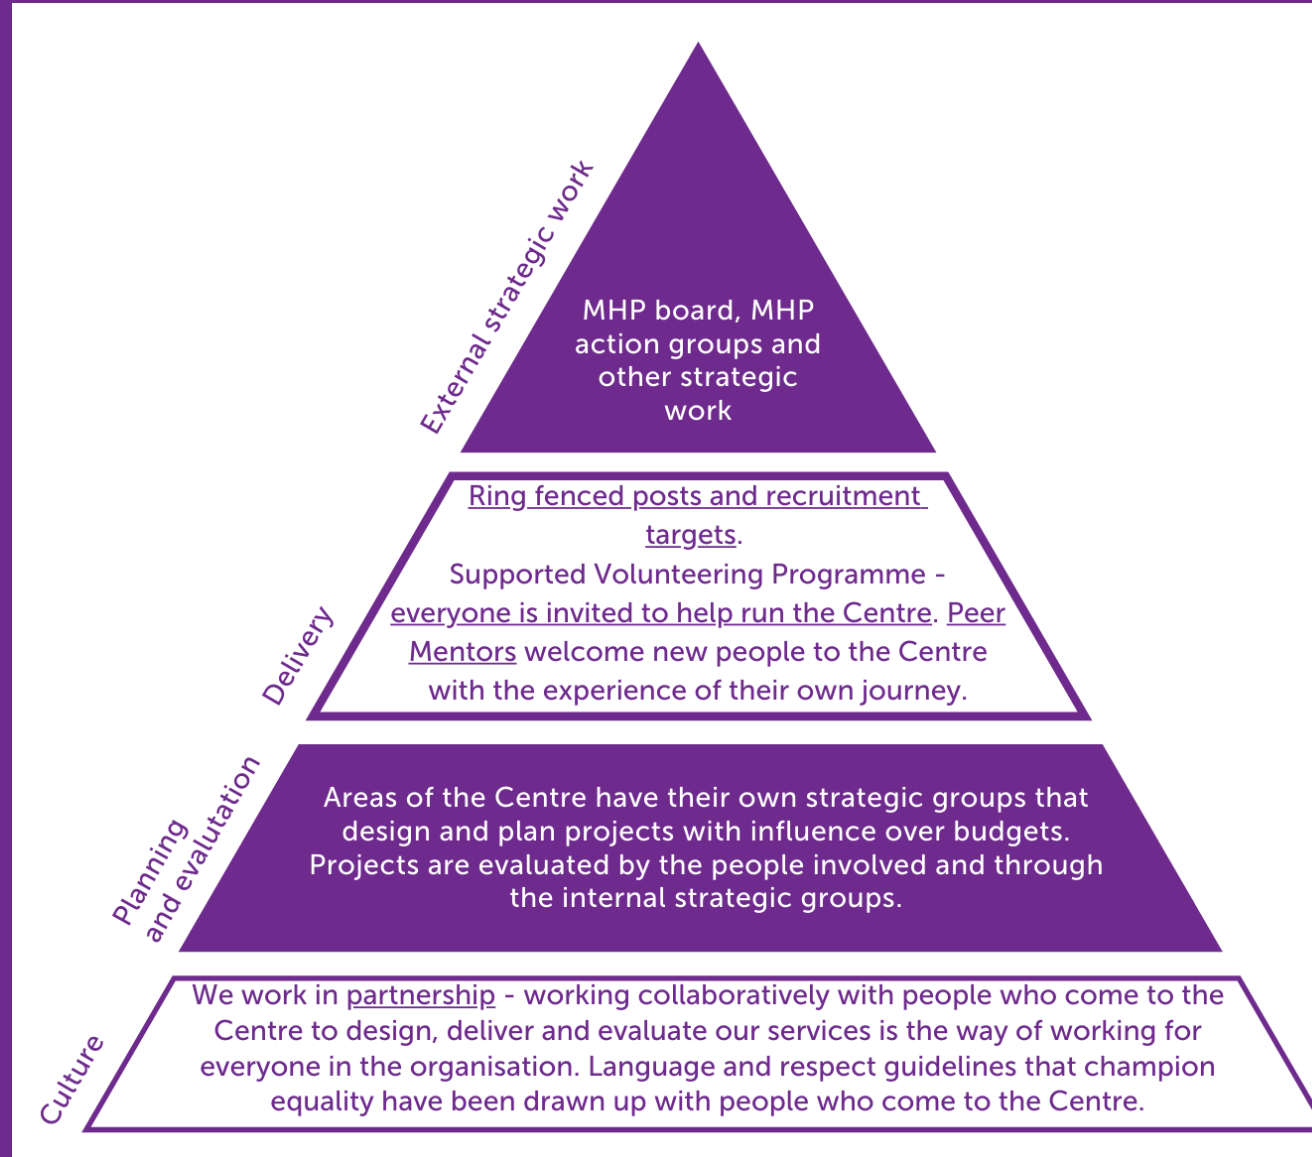 External strategic work
MHP board, MHP
action groups and
other strategic
work
Delivery
Ring fenced posts and recruitment
targets.
Supported Volunteering Programme -
everyone is invited to help run the Centre. Peer
Mentors welcome new people to the Centre
with the experience of their own journey.
Planning
and evalutation
Areas of the Centre have their own strategic groups that
design and plan projects with influence over budgets.
Projects are evaluated by the people involved and through
the internal strategic groups.
Culture
We work in partnership - working collaboratively with people who come to the
Centre to design, deliver and evaluate our services is the way of working for
everyone in the organisation. Language and respect guidelines that champion
equality have been drawn up with people who come to the Centre.